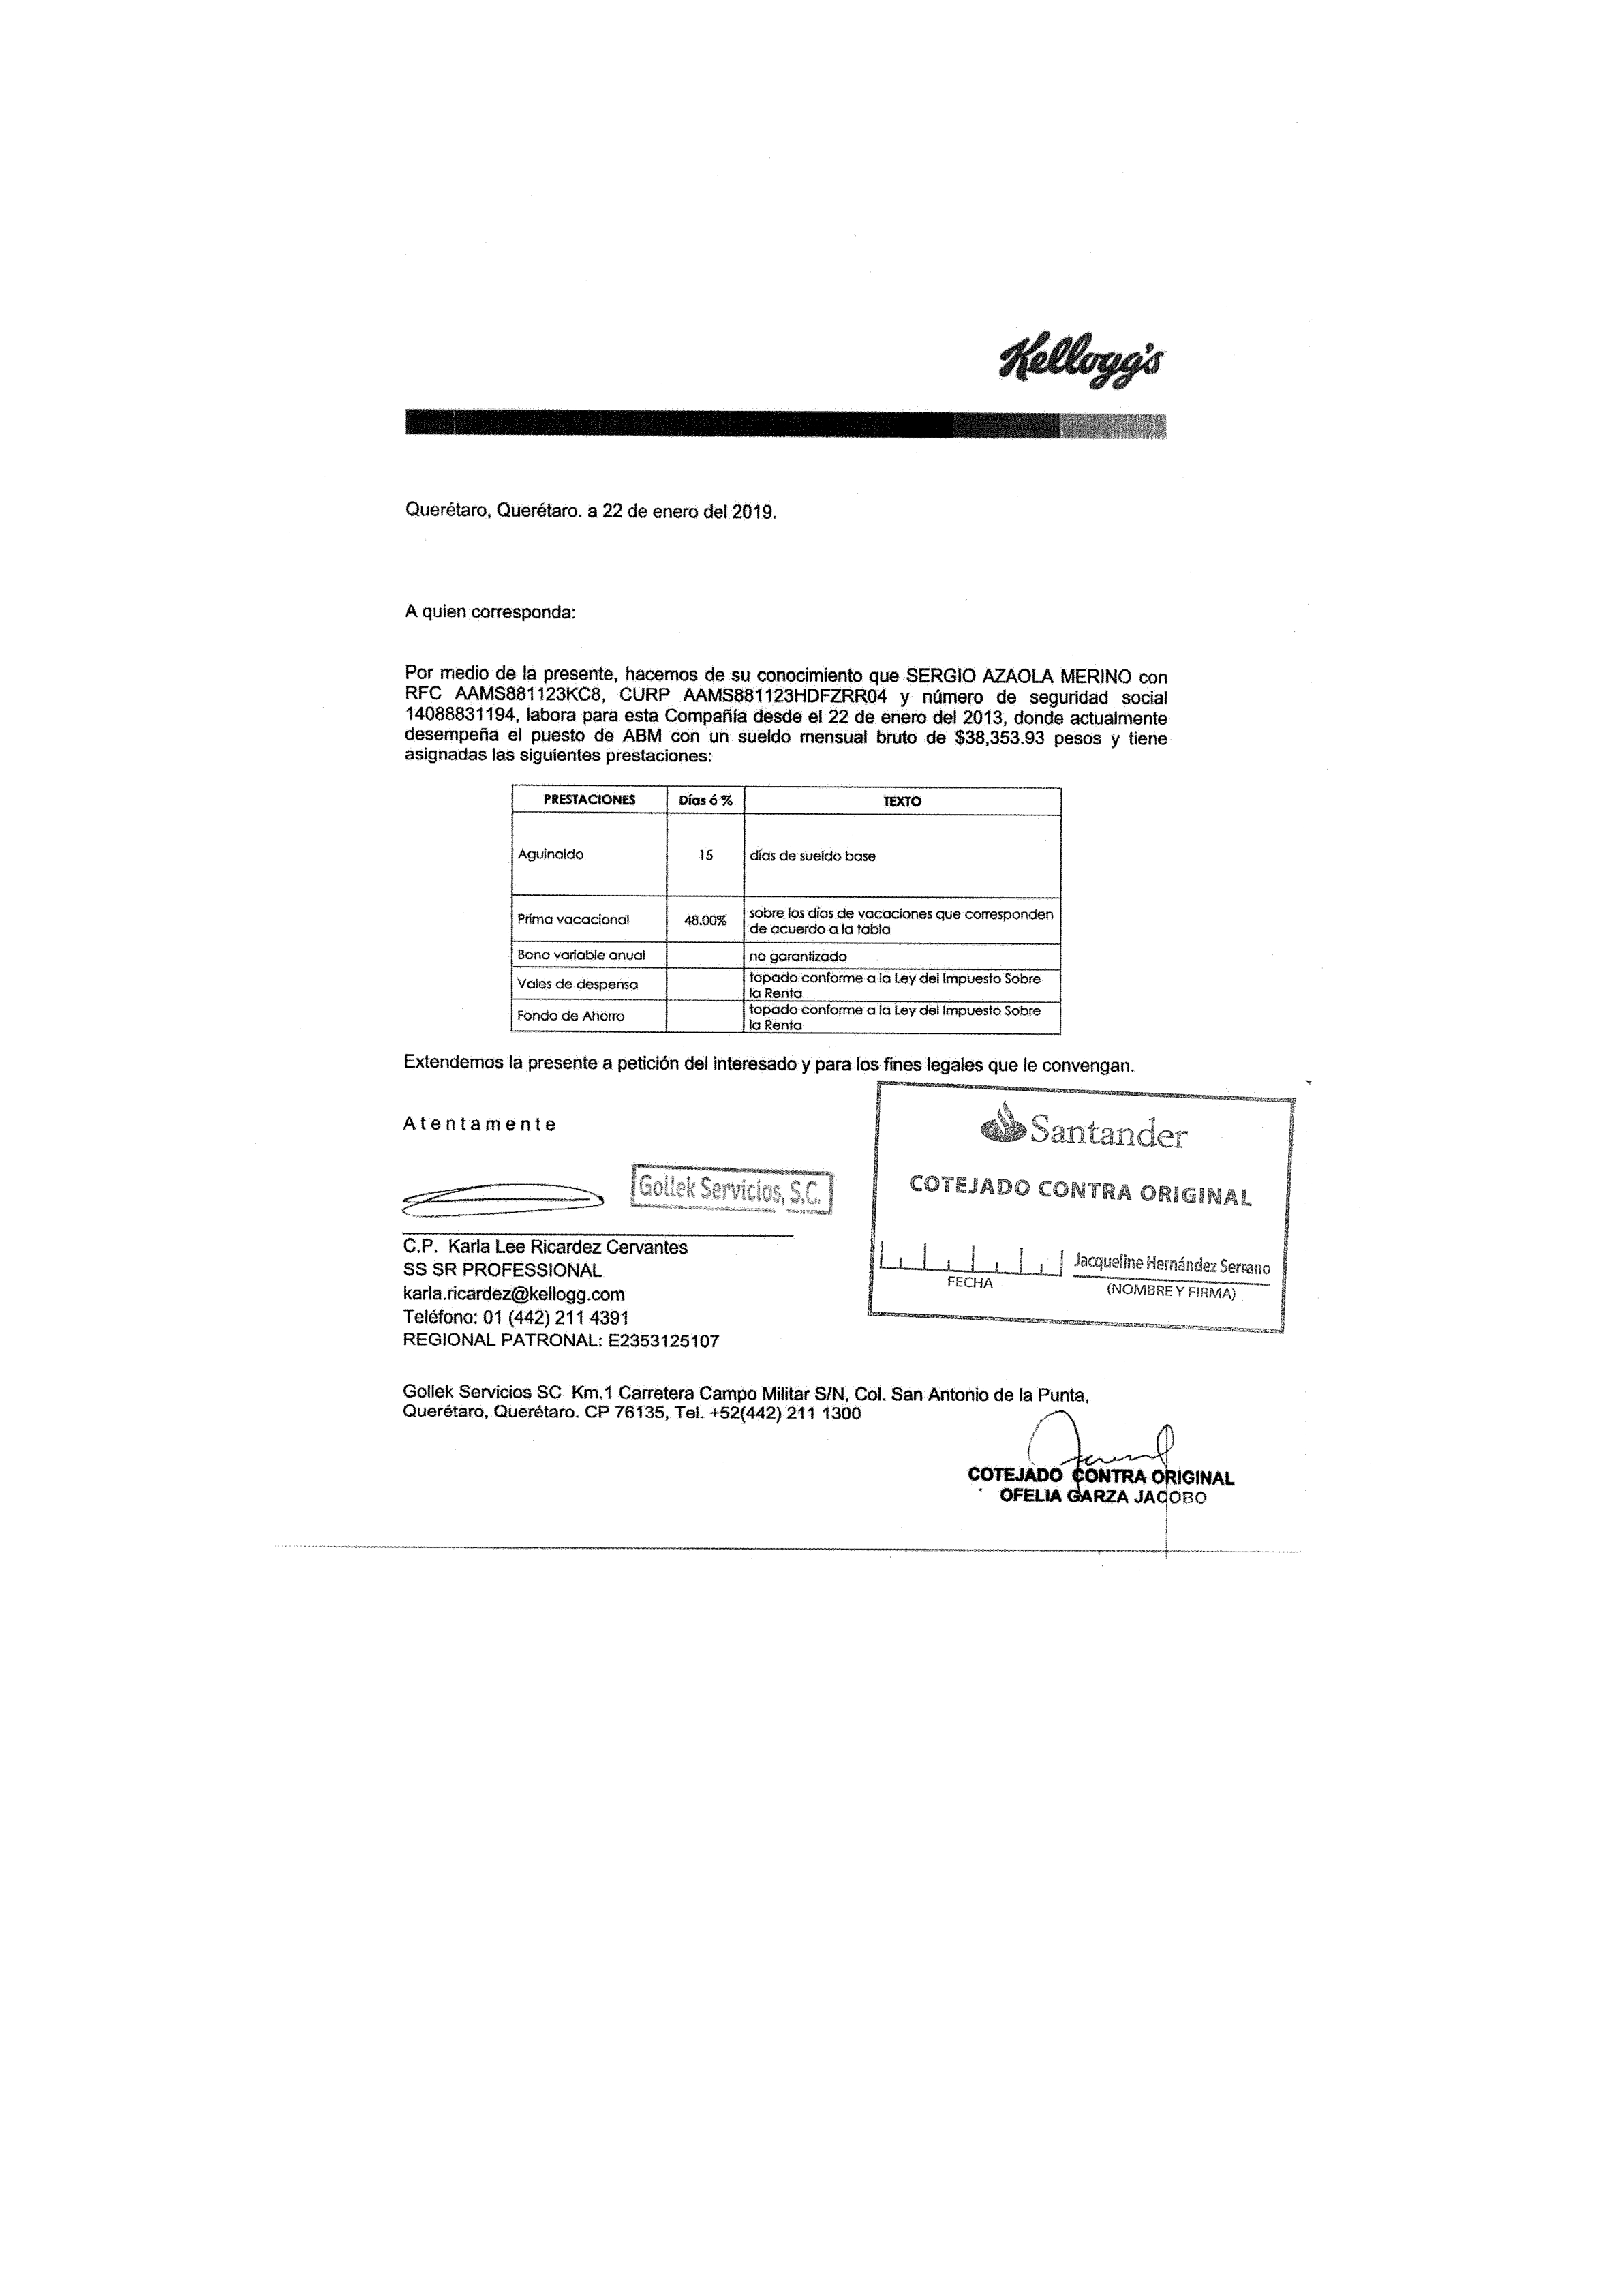 Kellogg's
Querétaro, Querétaro. a 22 de enero del 2019.
A quien corresponda:
Por medio de la presente, hacemos de su conocimiento que SERGIO AZAOLA MERINO con
RFC AAMS881123KC8, CURP AAMS881123HDFZRR04 y número de seguridad social
14088831194, labora para esta Compañía desde el 22 de enero del 2013, donde actualmente
desempeña el puesto de ABM con un sueldo mensual bruto de $38,353.93 pesos y tiene
asignadas las siguientes prestaciones:
PRESTACIONES Días ó % TEXTO
Aguinaldo 15 días de sueldo base
Prima vacacional 48.00% sobre los días de vacaciones que corresponden
de acuerdo a la tabla
Bono variable anual no garantizado
Vales de despensa topado conforme a la Ley del Impuesto Sobre
la Renta
Fondo de Ahorro topado conforme a la Ley del Impuesto Sobre
la Renta
Extendemos la presente a petición del interesado y para los fines legales que le convengan.
Atentamente
Gollek Servicios, S.C.
C.P. Karla Lee Ricardez Cervantes
SS SR PROFESSIONAL
karla.ricardez@kellogg.com
Teléfono: 01 (442) 211 4391
REGIONAL PATRONAL: E2353125107
Santander
COTEJADO CONTRA ORIGINAL
Jacqueline Hernández Serrano
FECHA (NOMBRE Y FIRMA)
Gollek Servicios SC Km.1 Carretera Campo Militar S/N, Col. San Antonio de la Punta,
Querétaro, Querétaro. CP 76135, Tel. +52(442) 211 1300
COTEJADO CONTRA ORIGINAL
OFELIA GARZA JACOBO